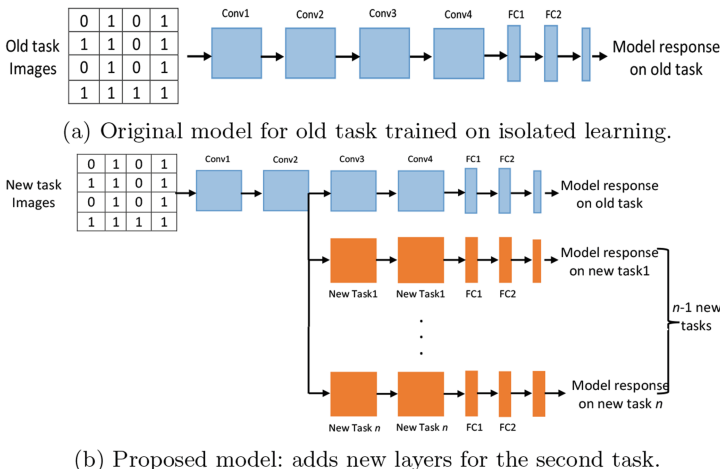 Conv1 Conv2 Conv3 Conv4 FC1 FC2
0 1 0 1
1 1 0 1
0 1 0 1
1 1 1 1
Old task
Images
Model response
on old task
(a) Original model for old task trained on isolated learning.
Conv1 Conv2 Conv3 Conv4 FC1 FC2
0 1 0 1
1 1 0 1
0 1 0 1
1 1 1 1
New task
Images
Model response
on old task
Model response
on new task1
New Task1 New Task1 FC1 FC2
n-1 new
tasks
Model response
on new task n
New Task n New Task n FC1 FC2
(b) Proposed model: adds new layers for the second task.